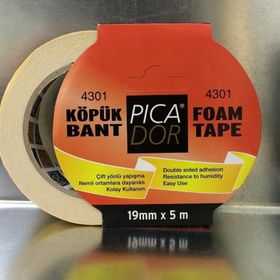 4301
KÖPÜK
BANT
PICA
DOR
4301
FOAM
TAPE
Çift yönlü yapışma
Nemli ortamlara dayanıklı
Kolay Kullanım
Double sided adhesion
Resistance to humidity
Easy Use
19mm x 5 m